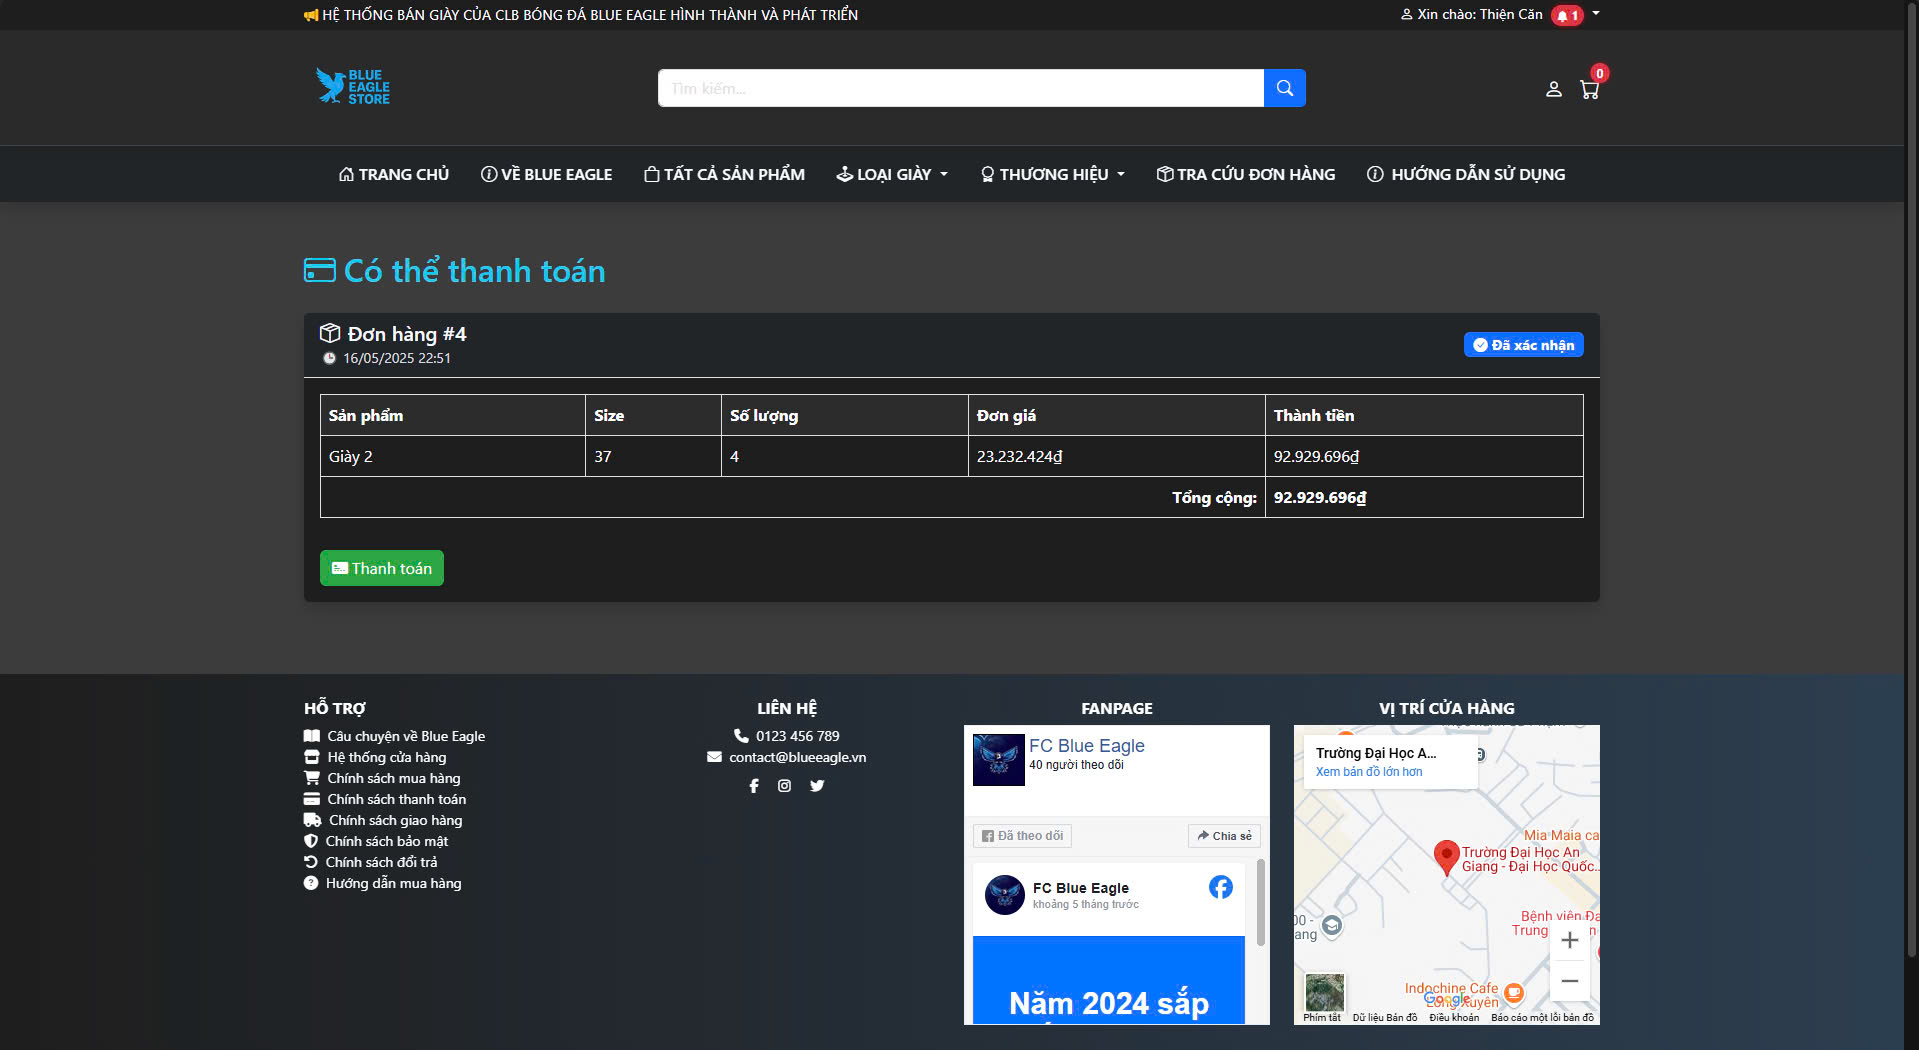 HỆ THỐNG BÁN GIÀY CỦA CLB BÓNG ĐÁ BLUE EAGLE HÌNH THÀNH VÀ PHÁT TRIỂN
Xin chào: Thiện Căn 1
BLUE
EAGLE
STORE
Tìm kiếm...
0
TRANG CHỦ VỀ BLUE EAGLE TẤT CẢ SẢN PHẨM LOẠI GIÀY THƯƠNG HIỆU TRA CỨU ĐƠN HÀNG HƯỚNG DẪN SỬ DỤNG
Có thể thanh toán
Đơn hàng #4
16/05/2025 22:51
Đã xác nhận
Sản phẩm Size Số lượng Đơn giá Thành tiền
Giày 2 37 4 23.232.424₫ 92.929.696₫
Tổng cộng: 92.929.696₫
Thanh toán
HỖ TRỢ
Câu chuyện về Blue Eagle
Hệ thống cửa hàng
Chính sách mua hàng
Chính sách thanh toán
Chính sách giao hàng
Chính sách bảo mật
Chính sách đổi trả
Hướng dẫn mua hàng
LIÊN HỆ
0123 456 789
contact@blueeagle.vn
FANPAGE
FC Blue Eagle
40 người theo dõi
Đã theo dõi Chia sẻ
FC Blue Eagle
khoảng 5 tháng trước
Năm 2024 sắp
VỊ TRÍ CỬA HÀNG
Trường Đại Học A...
Xem bản đồ lớn hơn
Mia Maia ca
Trường Đại Học An
Giang - Đại Học Quốc...
Bệnh viện Đa
Trung
00 -
ang
Indochine Cafe
Long Xuyên
Google
Phím tắt Dữ liệu Bản đồ Điều khoản Báo cáo một lỗi bản đồ